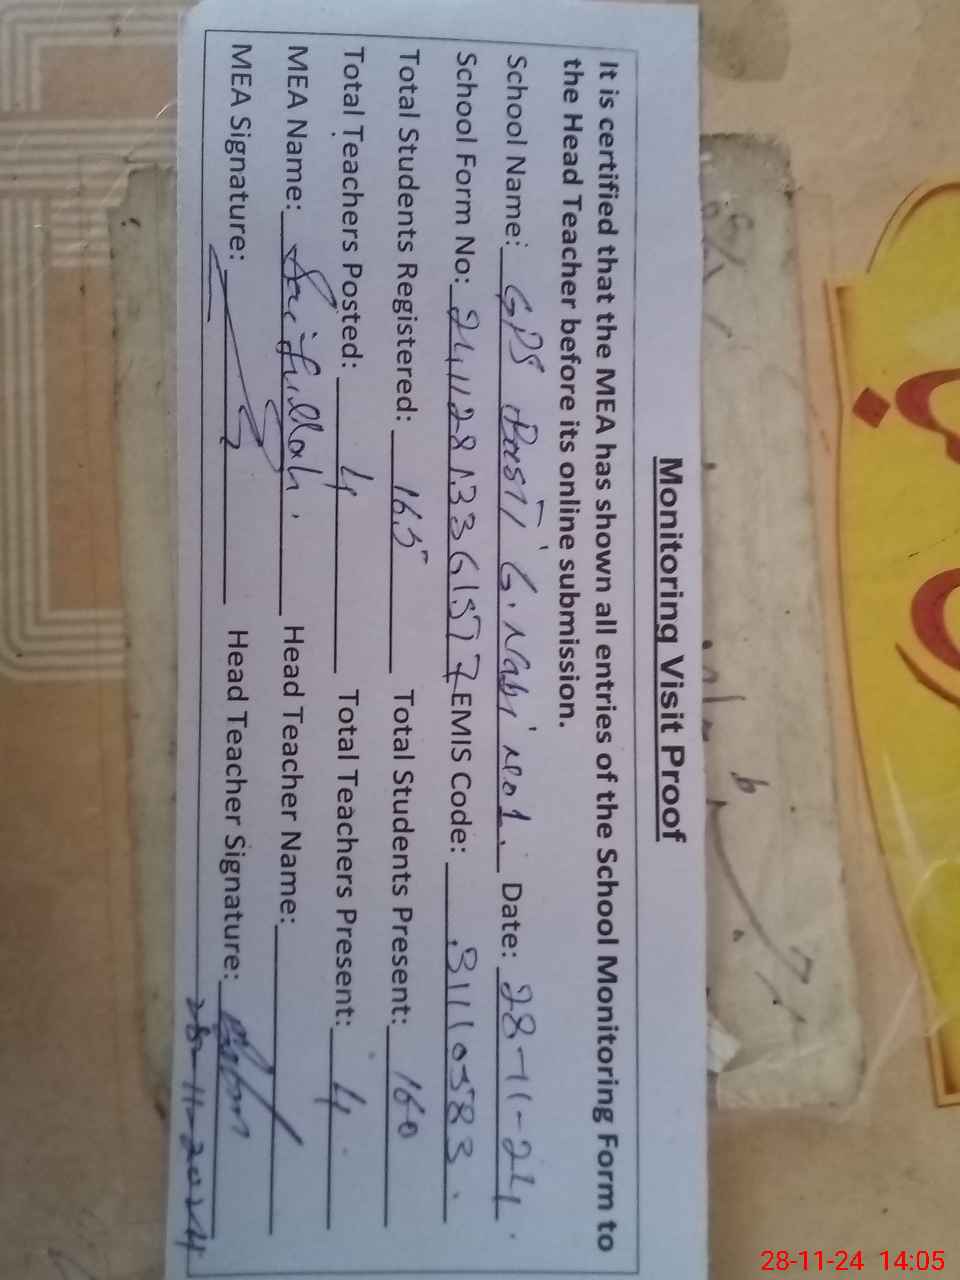 Monitoring Visit Proof
It is certified that the MEA has shown all entries of the School Monitoring Form to
the Head Teacher before its online submission.
School Name: GPS Basti G. Nabi No 1. Date: 28-11-24.
School Form No: 24112813361577 EMIS Code: 31110583.
Total Students Registered: 165 Total Students Present: 160
Total Teachers Posted: 4 Total Teachers Present: 4
MEA Name: Saifullah Head Teacher Name:
MEA Signature: Head Teacher Signature:
28-11-2024
28-11-24 14:05